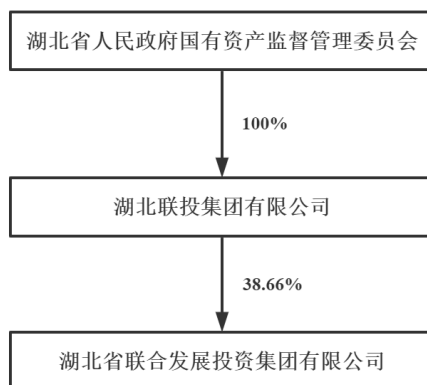 湖北省人民政府国有资产监督管理委员会
100%
湖北联投集团有限公司
38.66%
湖北省联合发展投资集团有限公司